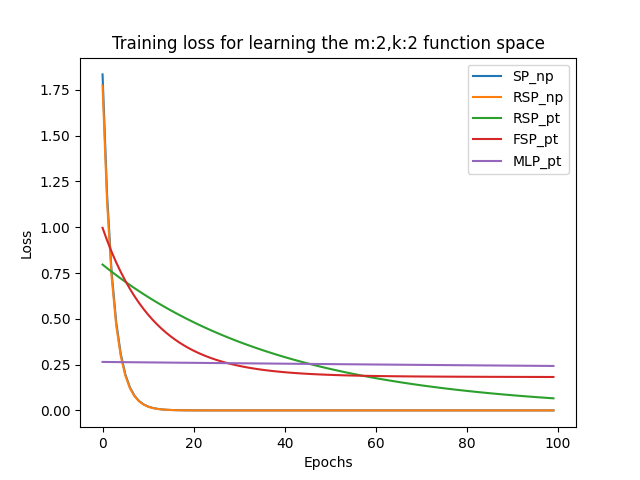 Training loss for learning the m:2,k:2 function space
SP_np
RSP_np
RSP_pt
FSP_pt
MLP_pt
1.75
1.50
1.25
1.00
0.75
0.50
0.25
0.00
Loss
0 20 40 60 80 100
Epochs